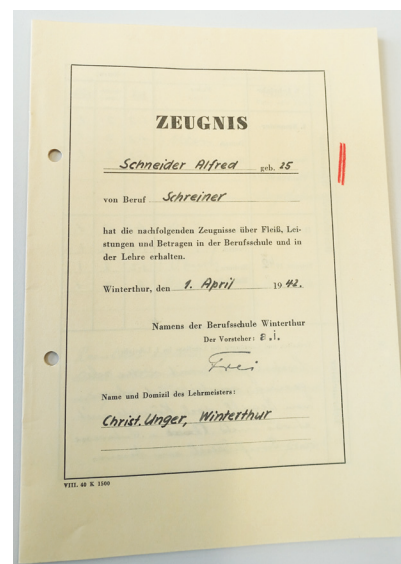 ZEUGNIS
Schneider Alfred geb. 25
von Beruf Schreiner
hat die nachfolgenden Zeugnisse über Fleiß, Lei-
stungen und Betragen in der Berufsschule und in
der Lehre erhalten.
Winterthur, den 1. April 1942.
Namens der Berufsschule Winterthur
Der Vorsteher: B.i.
Frei
Name und Domizil des Lehrmeisters:
Christ. Unger, Winterthur
VIII. 40 K 1500